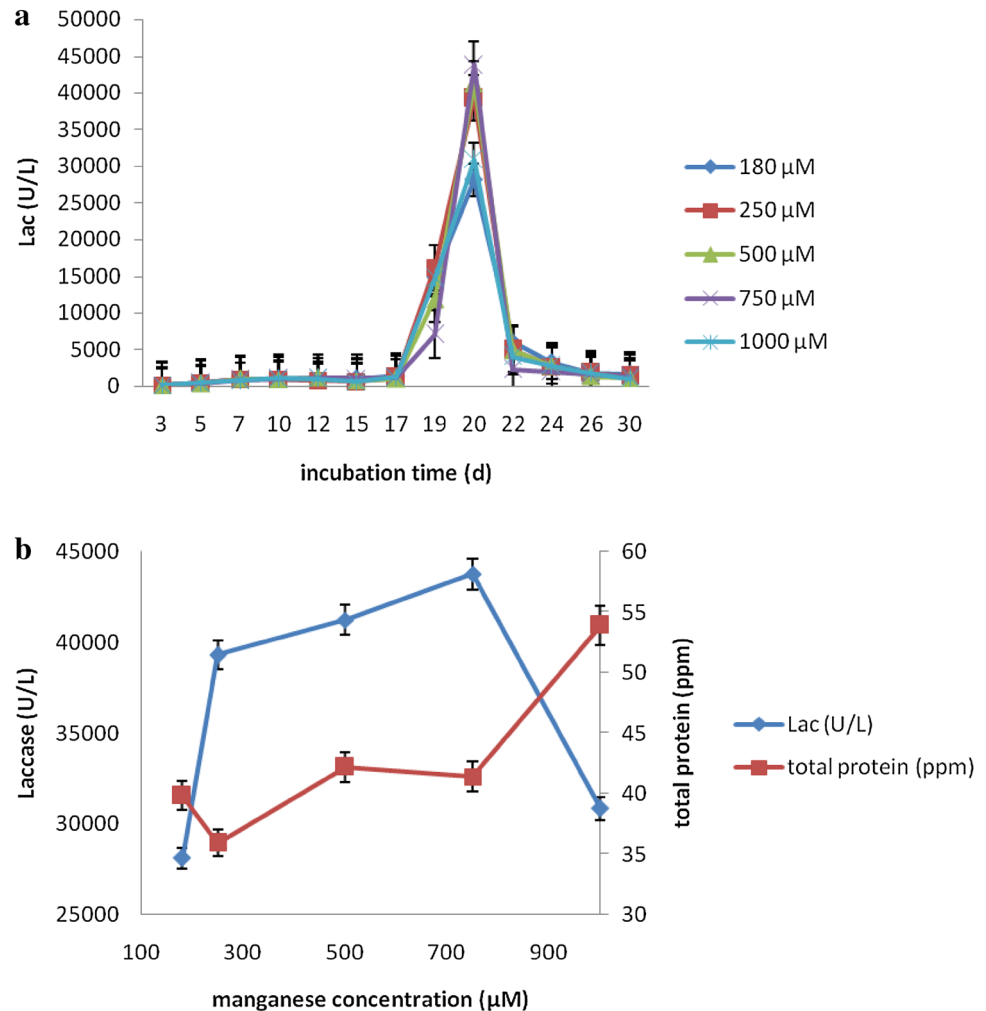 a
50000
45000
40000
35000
30000
25000
20000
15000
10000
5000
0
Lac (U/L)
3 5 7 10 12 15 17 19 20 22 24 26 30
incubation time (d)
180 µM
250 µM
500 µM
750 µM
1000 µM
b
45000
40000
35000
30000
25000
Laccase (U/L)
60
55
50
45
40
35
30
total protein (ppm)
100 300 500 700 900
manganese concentration (µM)
Lac (U/L)
total protein (ppm)